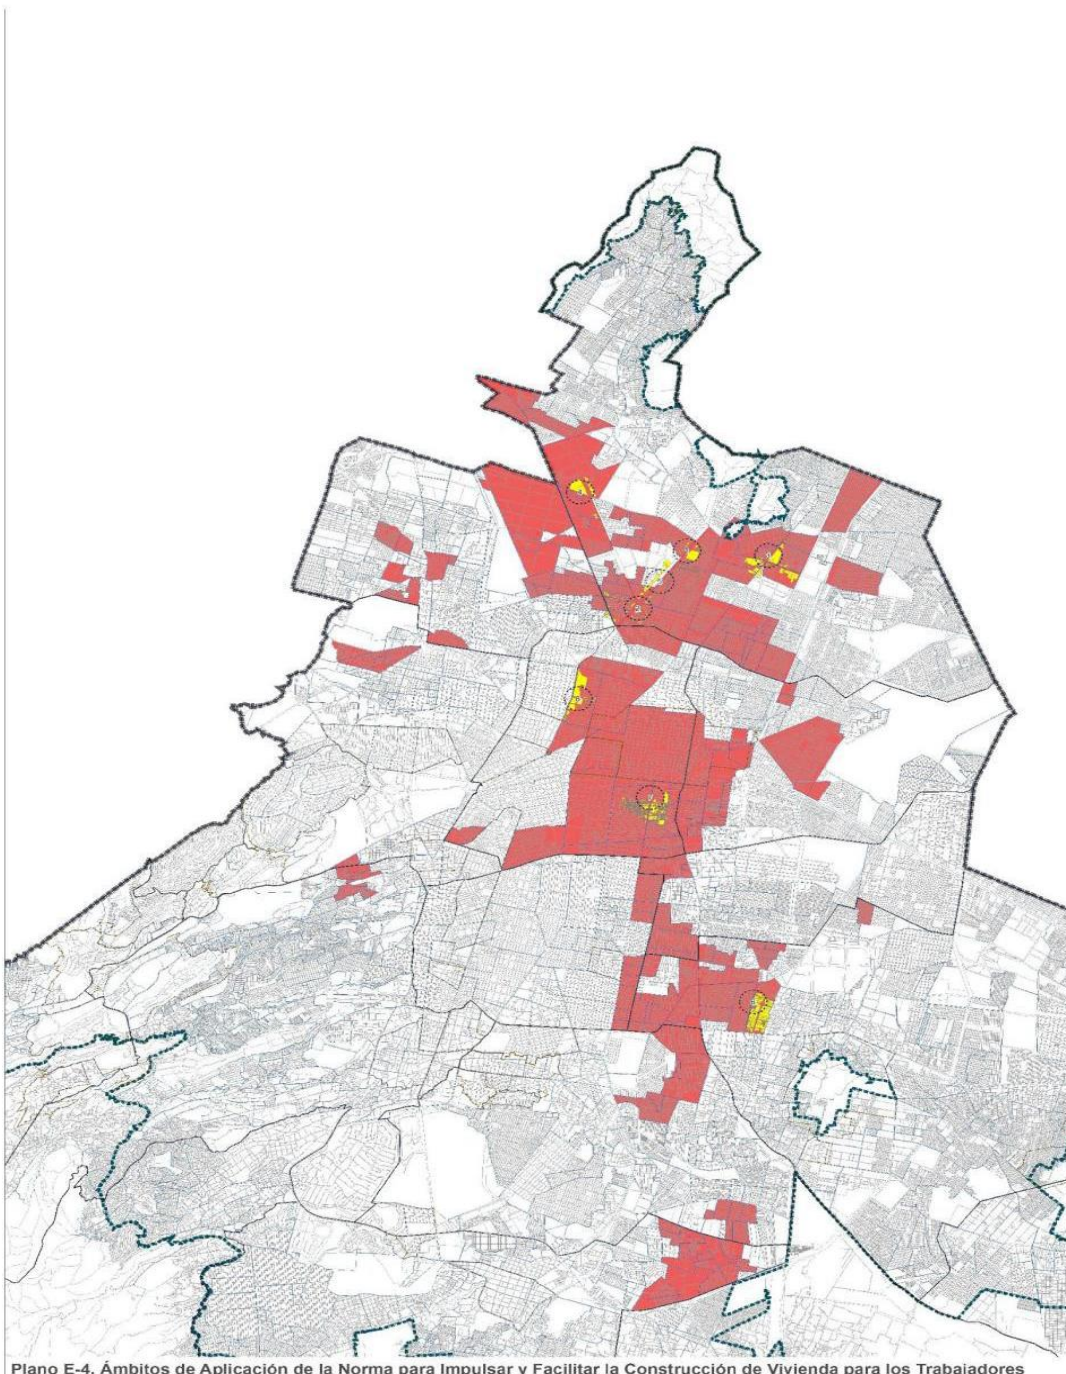 Plano E-4. Ámbitos de Aplicación de la Norma para Impulsar y Facilitar la Construcción de Vivienda para los Trabajadores